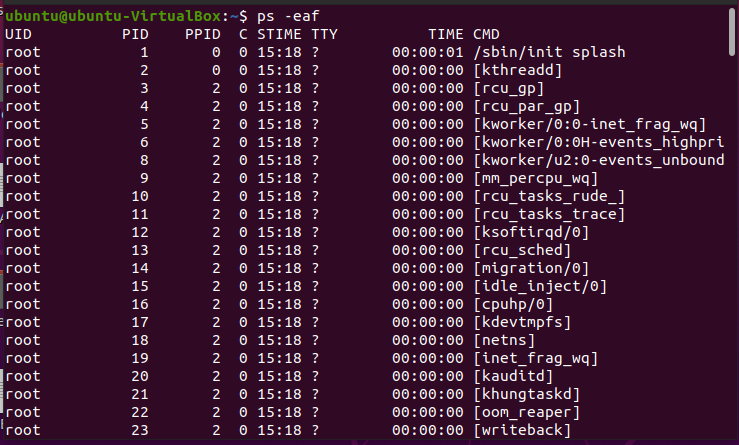 ubuntu@ubuntu-VirtualBox:~$ ps -eaf
UID PID PPID C STIME TTY TIME CMD
root 1 0 0 15:18 ? 00:00:01 /sbin/init splash
root 2 0 0 15:18 ? 00:00:00 [kthreadd]
root 3 2 0 15:18 ? 00:00:00 [rcu_gp]
root 4 2 0 15:18 ? 00:00:00 [rcu_par_gp]
root 5 2 0 15:18 ? 00:00:00 [kworker/0:0-inet_frag_wq]
root 6 2 0 15:18 ? 00:00:00 [kworker/0:0H-events_highpri
root 8 2 0 15:18 ? 00:00:00 [kworker/u2:0-events_unbound
root 9 2 0 15:18 ? 00:00:00 [mm_percpu_wq]
root 10 2 0 15:18 ? 00:00:00 [rcu_tasks_rude_]
root 11 2 0 15:18 ? 00:00:00 [rcu_tasks_trace]
root 12 2 0 15:18 ? 00:00:00 [ksoftirqd/0]
root 13 2 0 15:18 ? 00:00:00 [rcu_sched]
root 14 2 0 15:18 ? 00:00:00 [migration/0]
root 15 2 0 15:18 ? 00:00:00 [idle_inject/0]
root 16 2 0 15:18 ? 00:00:00 [cpuhp/0]
root 17 2 0 15:18 ? 00:00:00 [kdevtmpfs]
root 18 2 0 15:18 ? 00:00:00 [netns]
root 19 2 0 15:18 ? 00:00:00 [inet_frag_wq]
root 20 2 0 15:18 ? 00:00:00 [kauditd]
root 21 2 0 15:18 ? 00:00:00 [khungtaskd]
root 22 2 0 15:18 ? 00:00:00 [oom_reaper]
root 23 2 0 15:18 ? 00:00:00 [writeback]